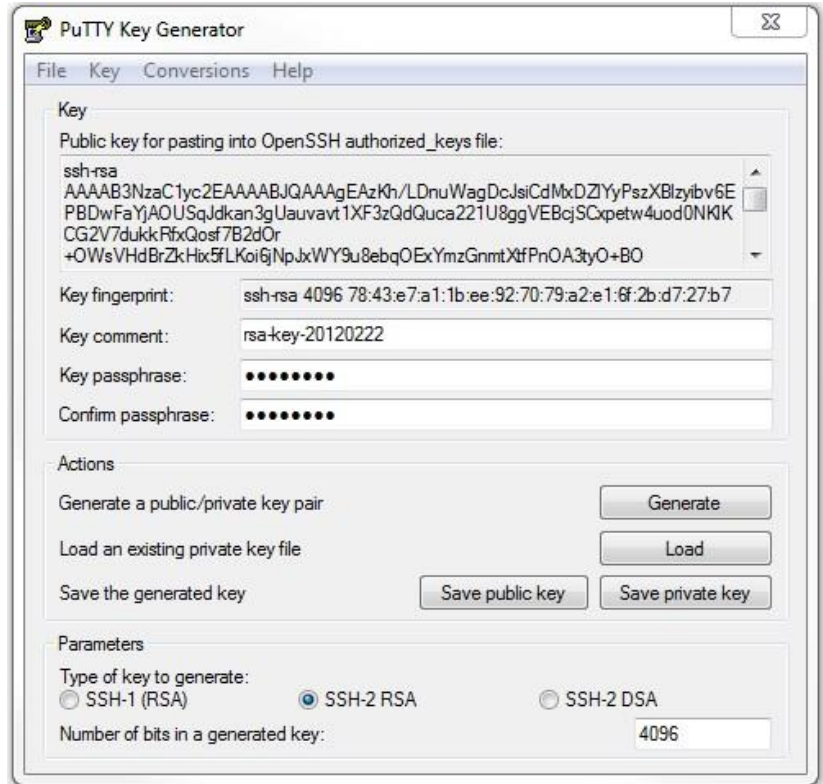 PuTTY Key Generator
File Key Conversions Help
Key
Public key for pasting into OpenSSH authorized_keys file:
ssh-rsa
AAAAB3NzaC1yc2EAAAABJQAAAgEAzKh/LDnuWagDcJsiCdMxDZlYyPszXBlzyibv6E
PBDwFaYjAOUSqJdkan3gUauvavt1XF3zQdQuca221U8ggVEBcjSCxpetw4uod0NKlK
CG2V7dukkRfxQosf7B2dOr
+OWsVHdBrZkHix5fLKoi6jNpJxWY9u8ebqOExYmzGnmtXtfPnOA3tyO+BO
Key fingerprint: ssh-rsa 4096 78:43:e7:a1:1b:ee:92:70:79:a2:e1:6f:2b:d7:27:b7
Key comment: rsa-key-20120222
Key passphrase: ●●●●●●●●
Confirm passphrase: ●●●●●●●●
Actions
Generate a public/private key pair Generate
Load an existing private key file Load
Save the generated key Save public key Save private key
Parameters
Type of key to generate:
SSH-1 (RSA) SSH-2 RSA SSH-2 DSA
Number of bits in a generated key: 4096